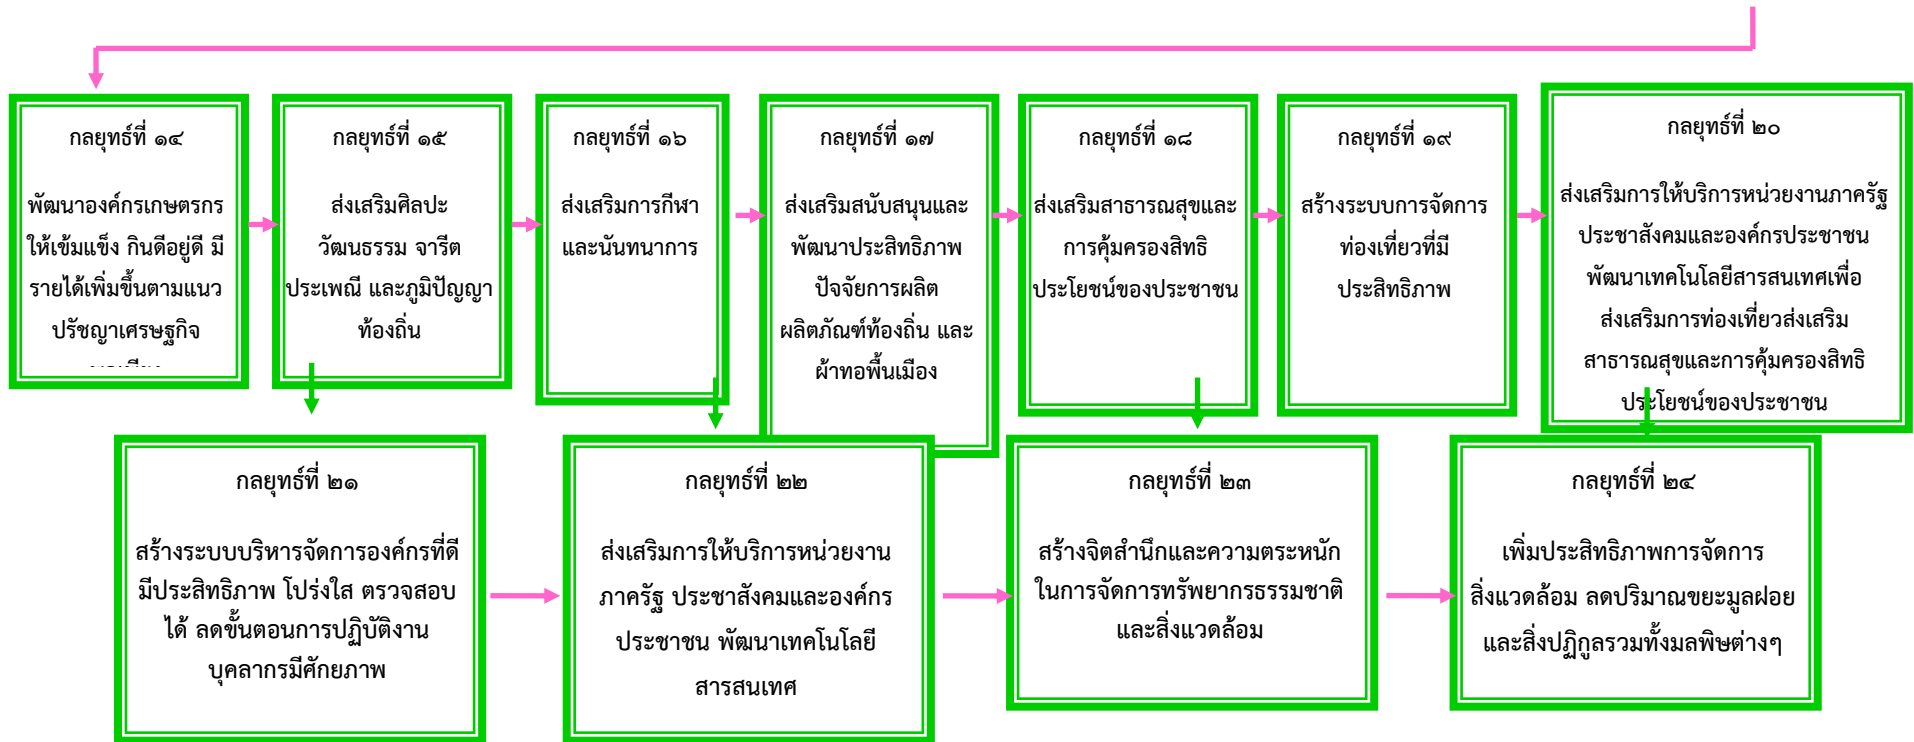 กลยุทธ์ที่ ๑๔
พัฒนาองค์กรเกษตรกร
ให้เข้มแข็ง กินดีอยู่ดี มี
รายได้เพิ่มขึ้นตามแนว
ปรัชญาเศรษฐกิจ
กลยุทธ์ที่ ๑๕
ส่งเสริมศิลปะ
วัฒนธรรม จารีต
ประเพณี และภูมิปัญญา
ท้องถิ่น
กลยุทธ์ที่ ๑๖
ส่งเสริมการกีฬา
และนันทนาการ
กลยุทธ์ที่ ๑๗
ส่งเสริมสนับสนุนและ
พัฒนาประสิทธิภาพ
ปัจจัยการผลิต
ผลิตภัณฑ์ท้องถิ่น และ
ผ้าทอพื้นเมือง
กลยุทธ์ที่ ๑๘
ส่งเสริมสาธารณสุขและ
การคุ้มครองสิทธิ
ประโยชน์ของประชาชน
กลยุทธ์ที่ ๑๙
สร้างระบบการจัดการ
ท่องเที่ยวที่มี
ประสิทธิภาพ
กลยุทธ์ที่ ๒๐
ส่งเสริมการให้บริการหน่วยงานภาครัฐ
ประชาสังคมและองค์กรประชาชน
พัฒนาเทคโนโลยีสารสนเทศเพื่อ
ส่งเสริมการท่องเที่ยวส่งเสริม
สาธารณสุขและการคุ้มครองสิทธิ
ประโยชน์ของประชาชน
กลยุทธ์ที่ ๒๑
สร้างระบบบริหารจัดการองค์กรที่ดี
มีประสิทธิภาพ โปร่งใส ตรวจสอบ
ได้ ลดขั้นตอนการปฏิบัติงาน
บุคลากรมีศักยภาพ
กลยุทธ์ที่ ๒๒
ส่งเสริมการให้บริการหน่วยงาน
ภาครัฐ ประชาสังคมและองค์กร
ประชาชน พัฒนาเทคโนโลยี
สารสนเทศ
กลยุทธ์ที่ ๒๓
สร้างจิตสำนึกและความตระหนัก
ในการจัดการทรัพยากรธรรมชาติ
และสิ่งแวดล้อม
กลยุทธ์ที่ ๒๔
เพิ่มประสิทธิภาพการจัดการ
สิ่งแวดล้อม ลดปริมาณขยะมูลฝอย
และสิ่งปฏิกูลรวมทั้งมลพิษต่างๆ